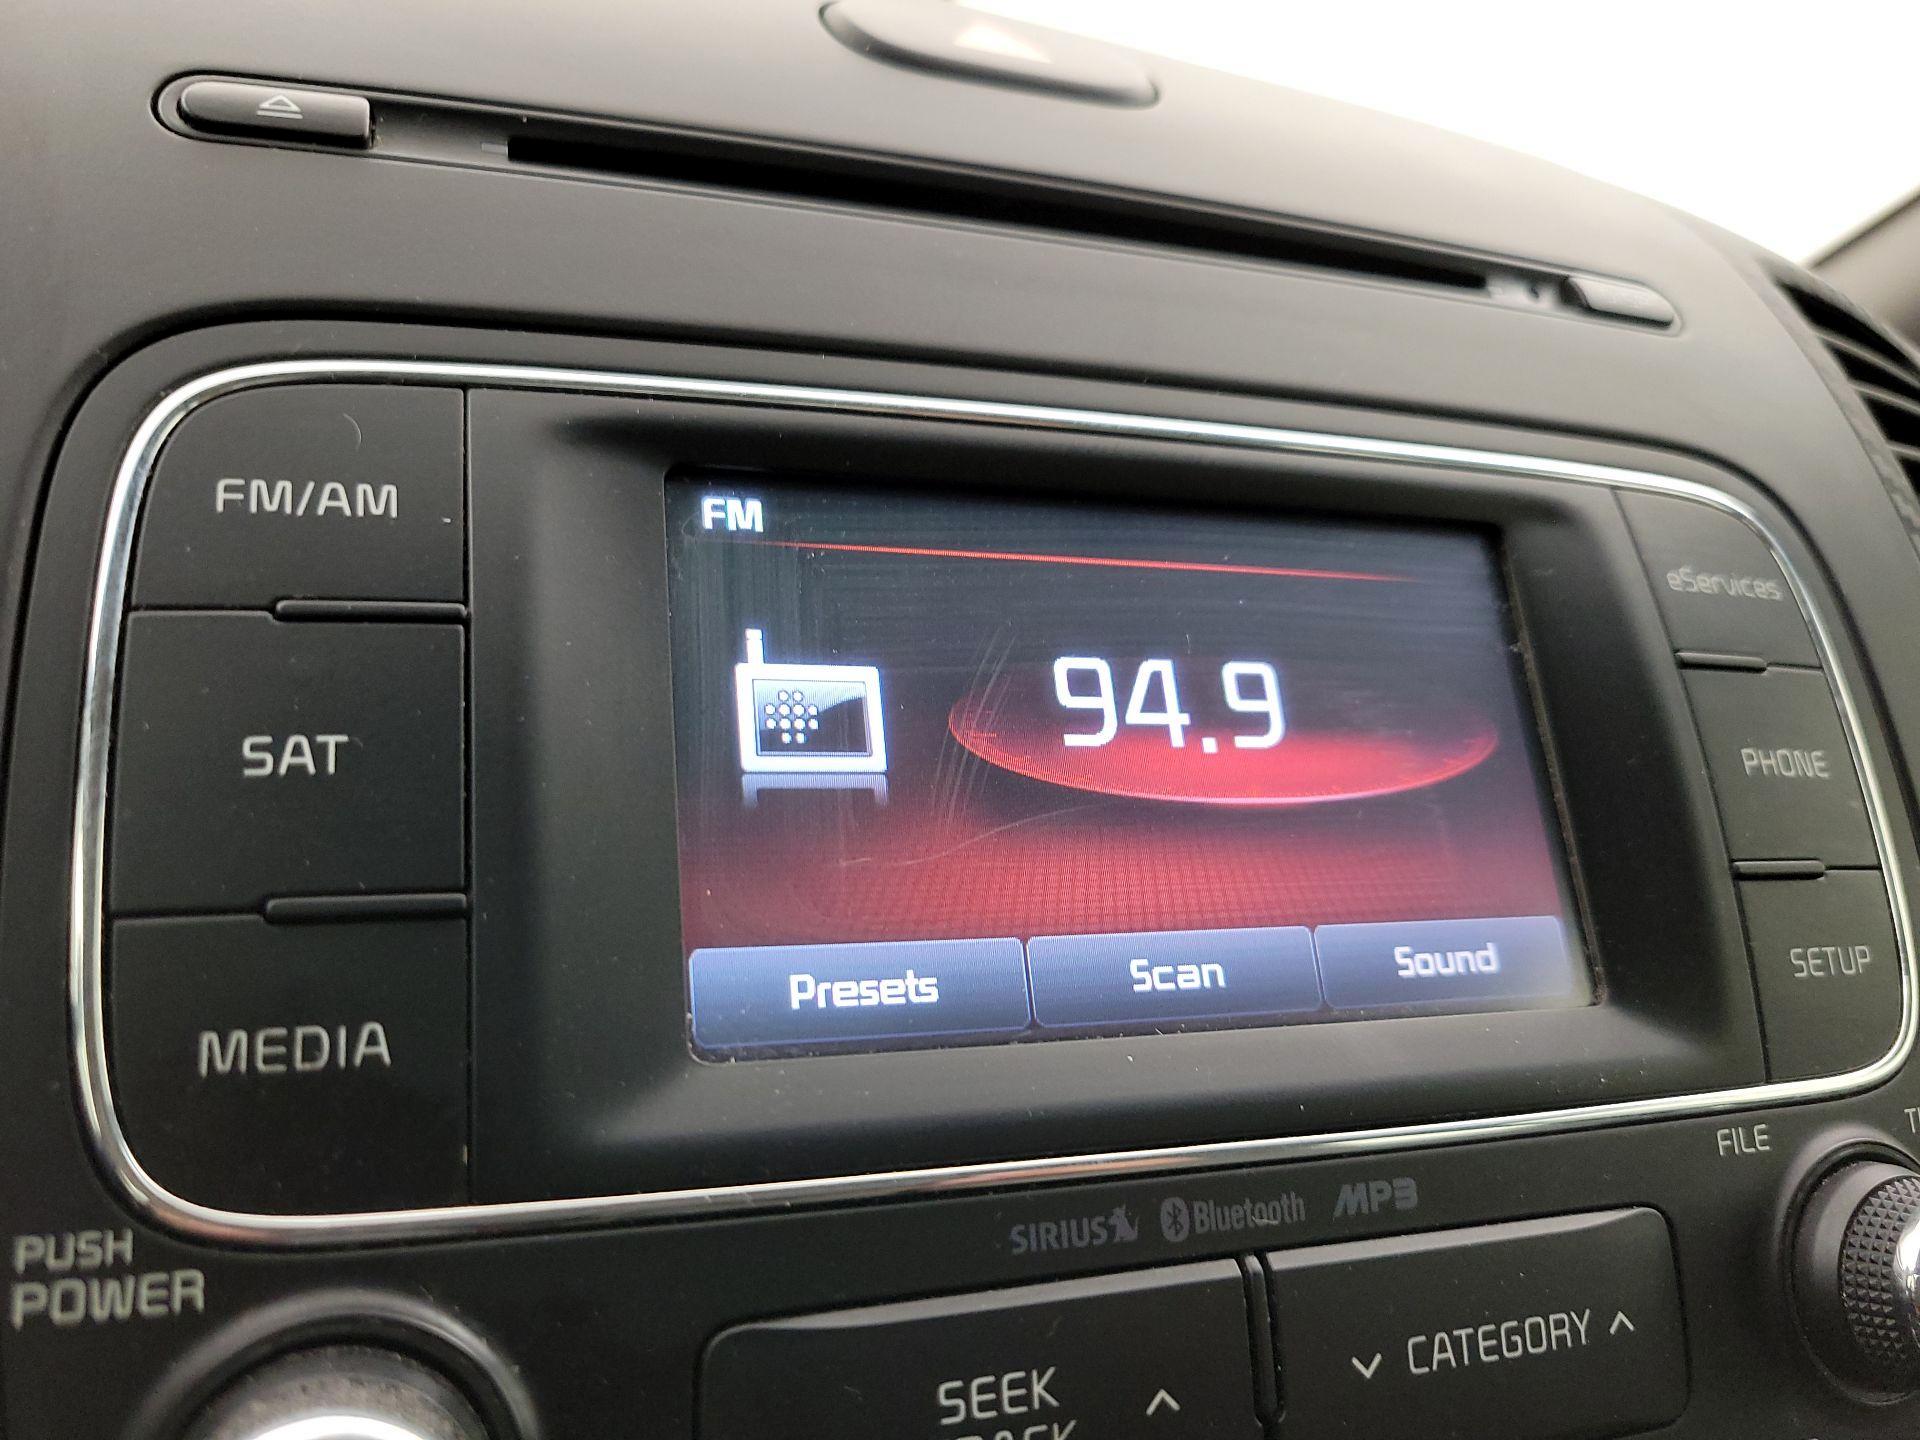 FM/AM
SAT
MEDIA
FM
94.9
Presets Scan Sound
eServices
PHONE
SETUP
FILE
PUSH
POWER
SIRIUS Bluetooth MP3
SEEK
CATEGORY